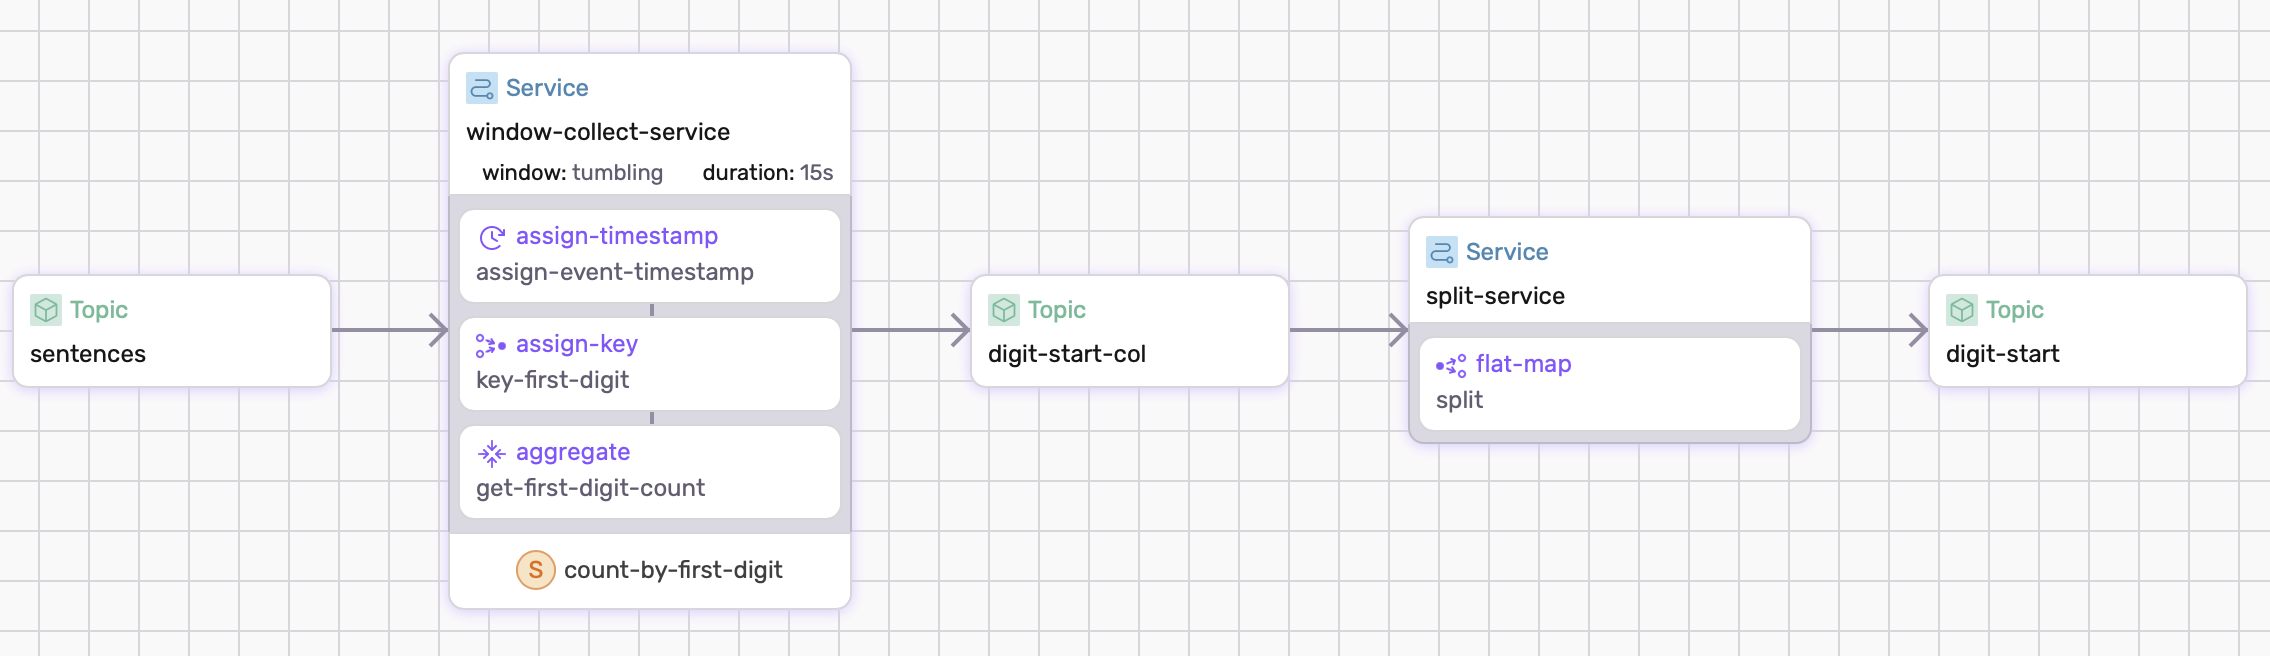 Topic
sentences
Service
window-collect-service
window: tumbling duration: 15s
assign-timestamp
assign-event-timestamp
assign-key
key-first-digit
aggregate
get-first-digit-count
S count-by-first-digit
Topic
digit-start-col
Service
split-service
flat-map
split
Topic
digit-start